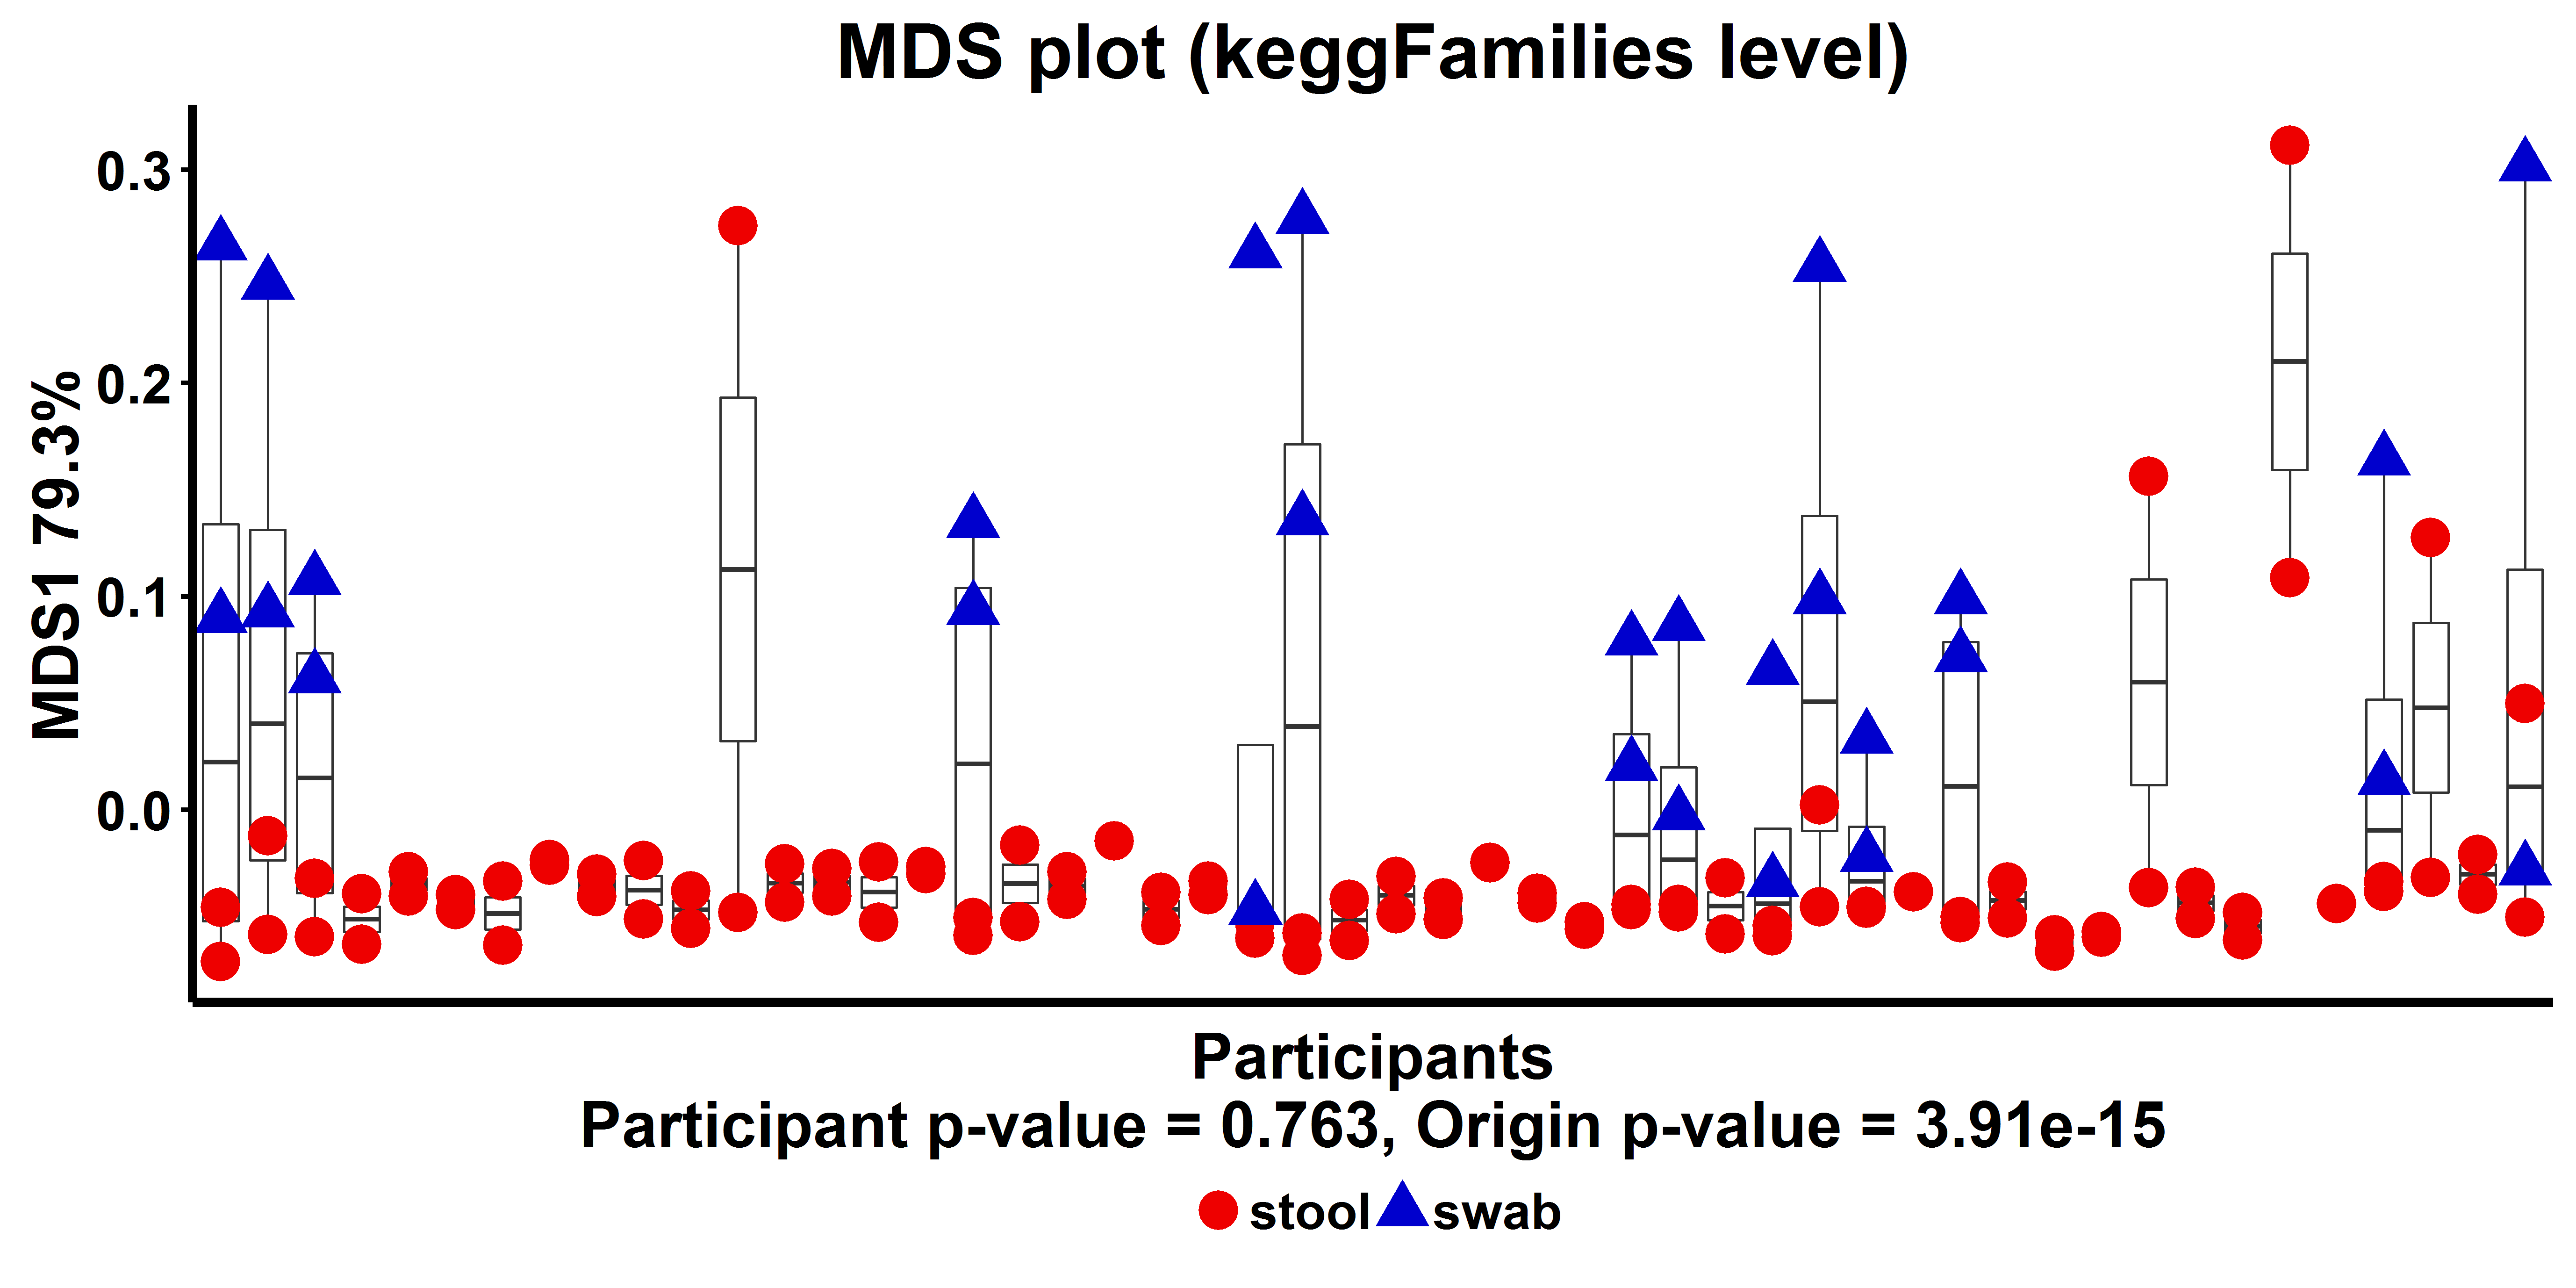 MDS plot (keggFamilies level)
MDS1 79.3%
0.3
0.2
0.1
0.0
Participants
Participant p-value = 0.763, Origin p-value = 3.91e-15
stool swab